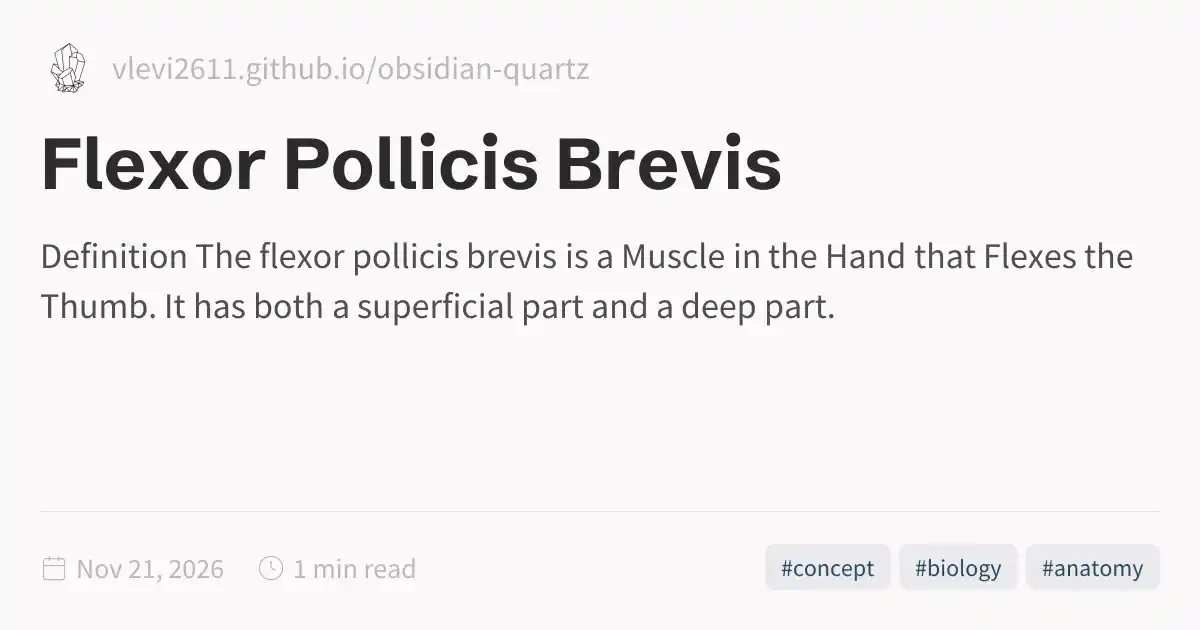 vlevi2611.github.io/obsidian-quartz
Flexor Pollicis Brevis
Definition The flexor pollicis brevis is a Muscle in the Hand that Flexes the
Thumb. It has both a superficial part and a deep part.
Nov 21, 2026 1 min read #concept #biology #anatomy